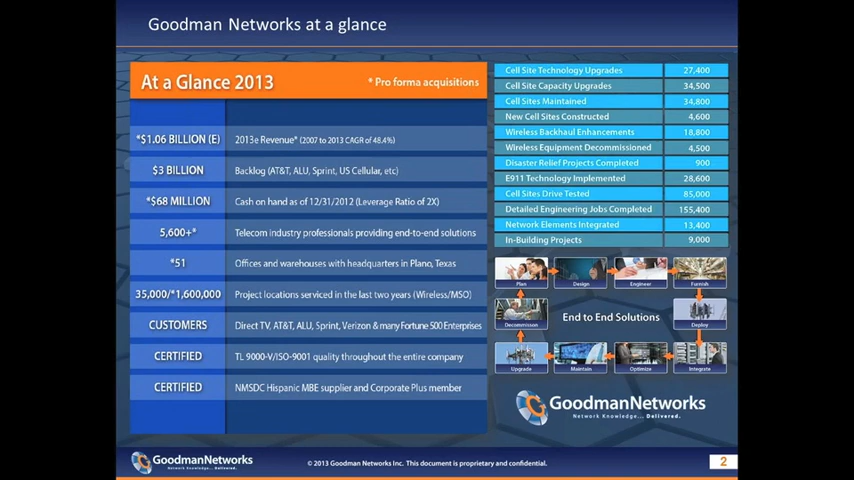 Goodman Networks at a glance
At a Glance 2013
* Pro forma acquisitions
*$1.06 BILLION (E) 2013e Revenue* (2007 to 2013 CAGR of 48.4%)
$3 BILLION Backlog (AT&T, ALU, Sprint, US Cellular, etc)
*$68 MILLION Cash on hand as of 12/31/2012 (Leverage Ratio of 2X)
5,600+* Telecom industry professionals providing end-to-end solutions
*51 Offices and warehouses with headquarters in Plano, Texas
35,000/*1,600,000 Project locations serviced in the last two years (Wireless/MSO)
CUSTOMERS Direct TV, AT&T, ALU, Sprint, Verizon & many Fortune 500 Enterprises
CERTIFIED TL 9000-V/ISO-9001 quality throughout the entire company
CERTIFIED NMSDC Hispanic MBE supplier and Corporate Plus member
Cell Site Technology Upgrades 27,400
Cell Site Capacity Upgrades 34,500
Cell Sites Maintained 34,800
New Cell Sites Constructed 4,600
Wireless Backhaul Enhancements 18,800
Wireless Equipment Decommissioned 4,500
Disaster Relief Projects Completed 900
E911 Technology Implemented 28,600
Cell Sites Drive Tested 85,000
Detailed Engineering Jobs Completed 155,400
Network Elements Integrated 13,400
In-Building Projects 9,000
Plan Design Engineer Furnish
Decommisson End to End Solutions Deploy
Upgrade Maintain Optimize Integrate
GoodmanNetworks
Network Knowledge... Delivered.
GoodmanNetworks
Network Knowledge... Delivered.
© 2013 Goodman Networks Inc. This document is proprietary and confidential.
2